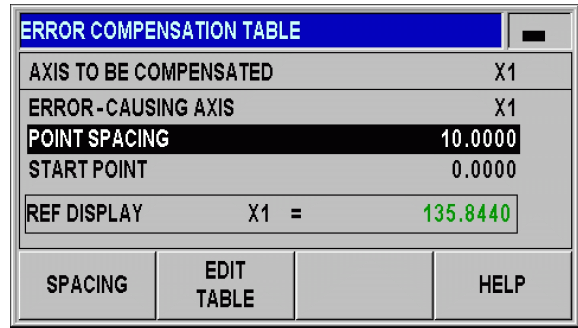 ERROR COMPENSATION TABLE
AXIS TO BE COMPENSATED X1
ERROR-CAUSING AXIS X1
POINT SPACING 10.0000
START POINT 0.0000
REF DISPLAY X1 = 135.8440
SPACING EDIT TABLE HELP